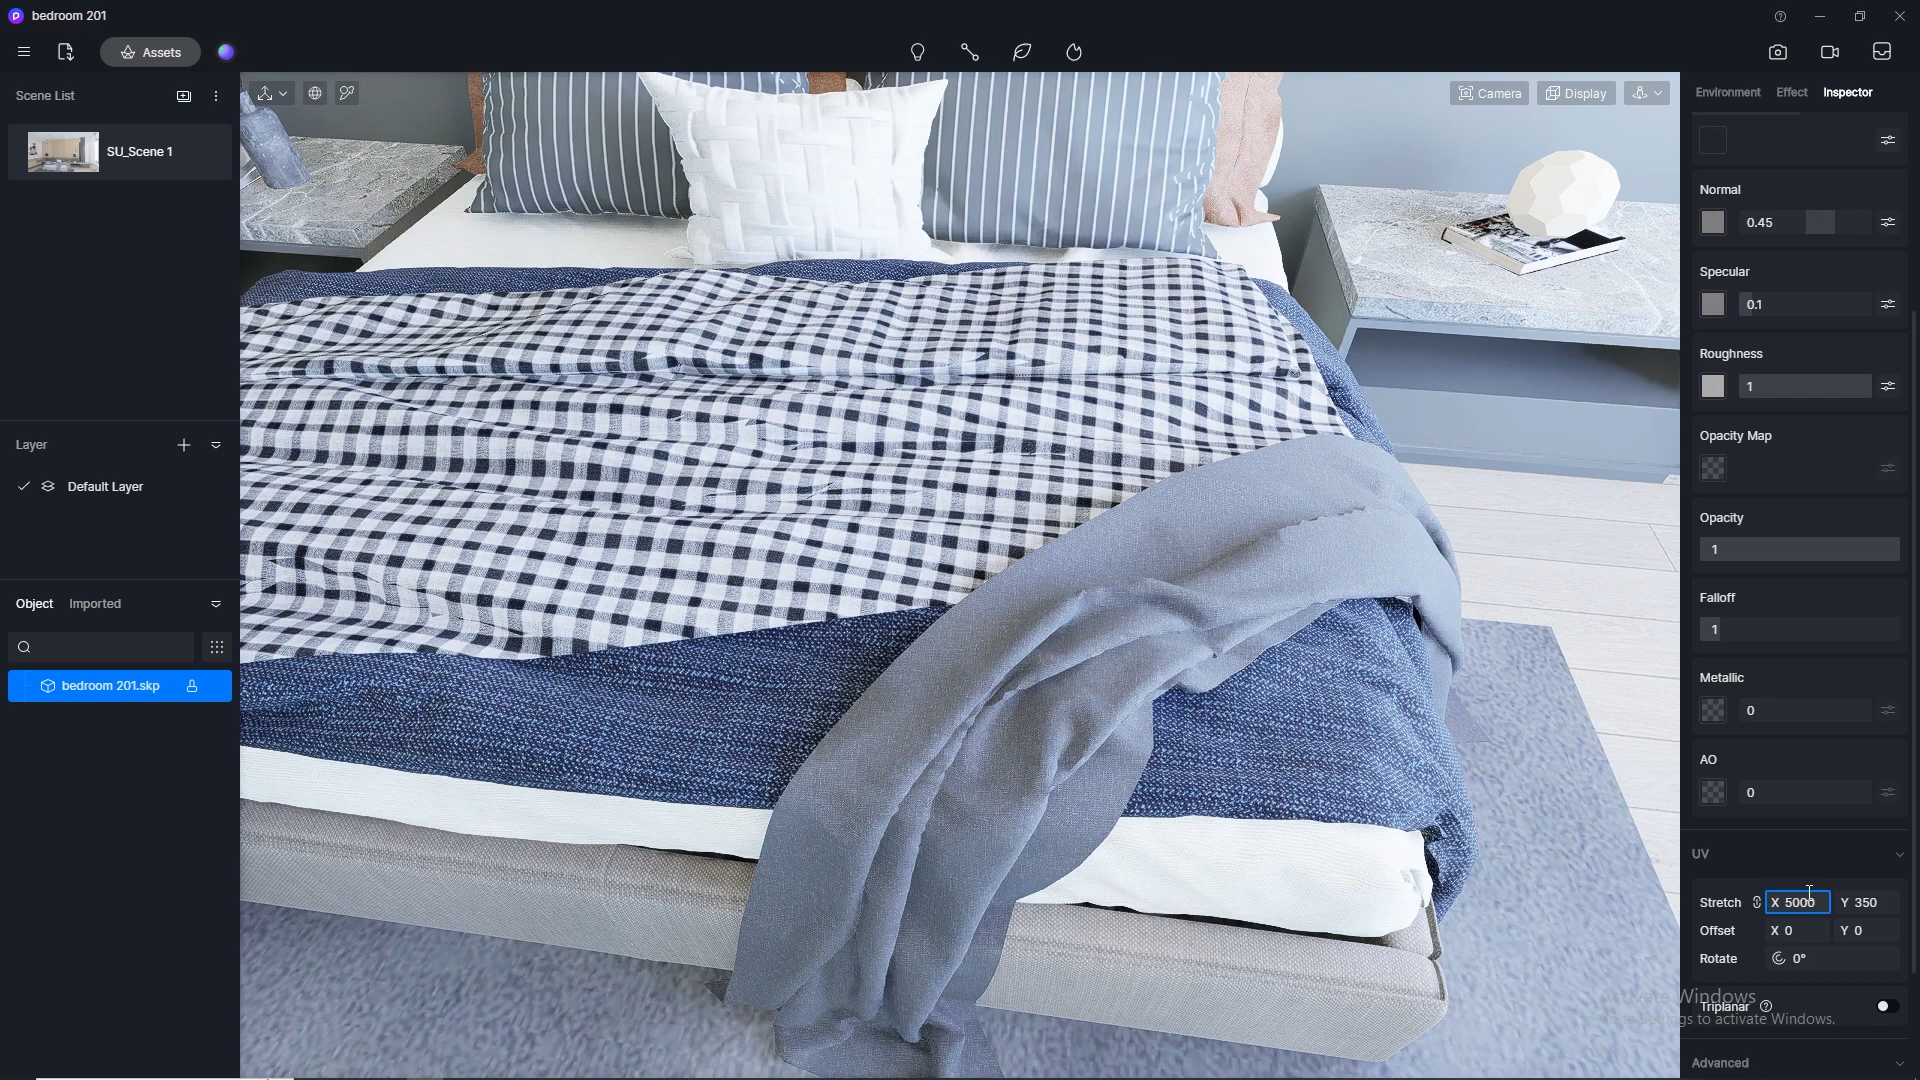 bedroom 201
Assets
Scene List
SU_Scene 1
Layer
Default Layer
Object Imported
bedroom 201.skp
Camera
Display
Environment Effect Inspector
Normal
0.45
Specular
0.1
Roughness
1
Opacity Map
Opacity
1
Falloff
1
Metallic
0
AO
0
UV
Stretch X 5000 Y 350
Offset X 0 Y 0
Rotate 0°
Activate Windows
Triplanar
to activate Windows.
Advanced